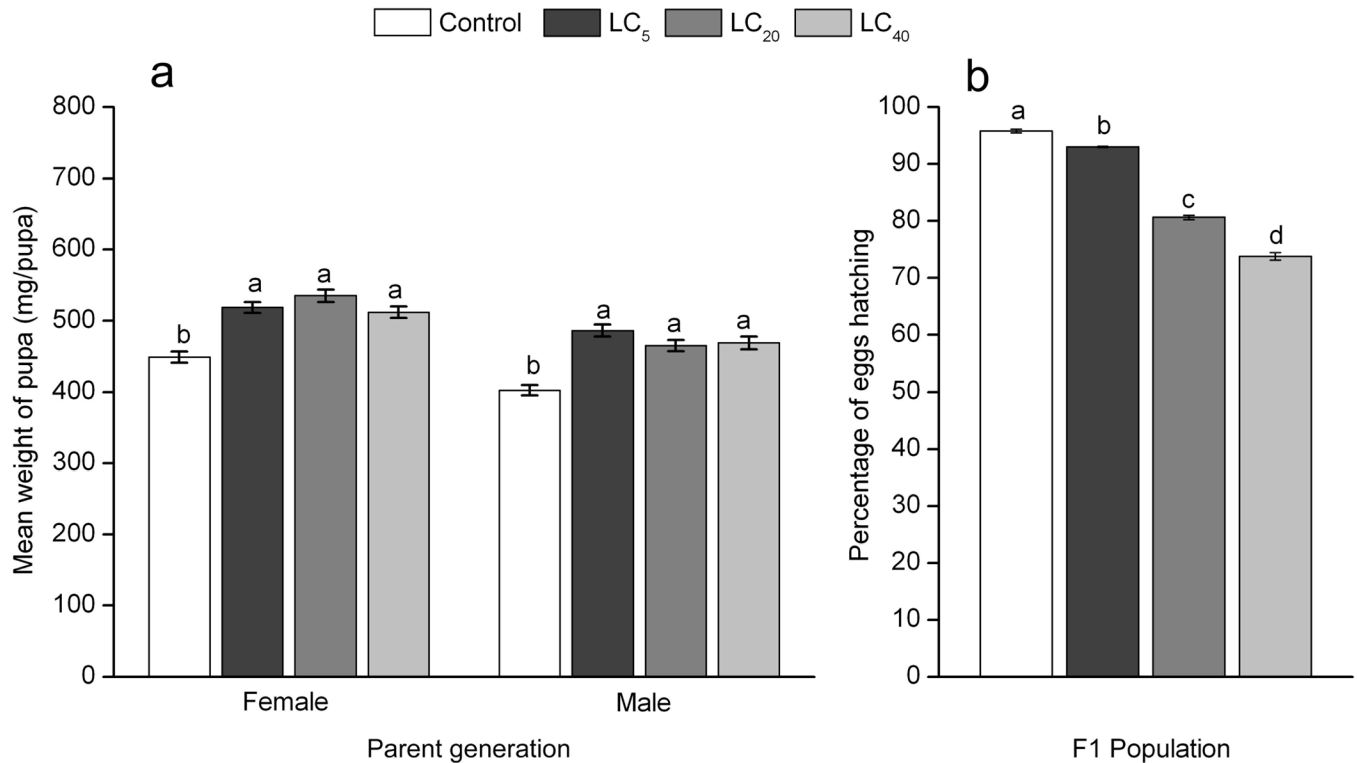 Control LC5 LC20 LC40
a
b
800
700
600
500
400
300
200
100
0
Mean weight of pupa (mg/pupa)
b a a a b a a a
Female Male
Parent generation
100
90
80
70
60
50
40
30
20
10
0
Percentage of eggs hatching
a b c d
F1 Population